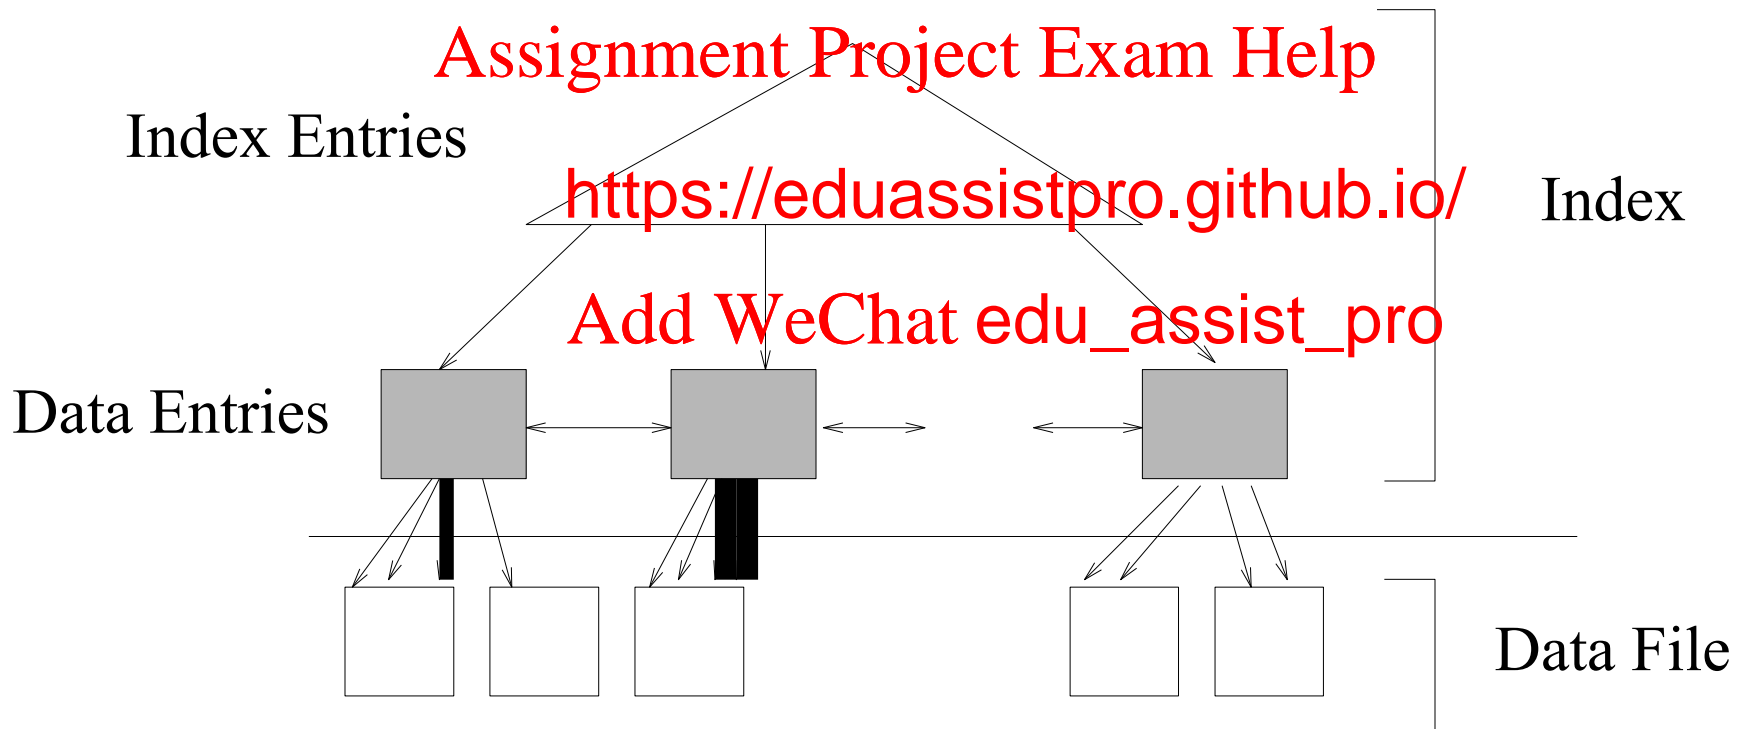 Assignment Project Exam Help
Index Entries
https://eduassistpro.github.io/
Index
Add WeChat edu_assist_pro
Data Entries
Data File